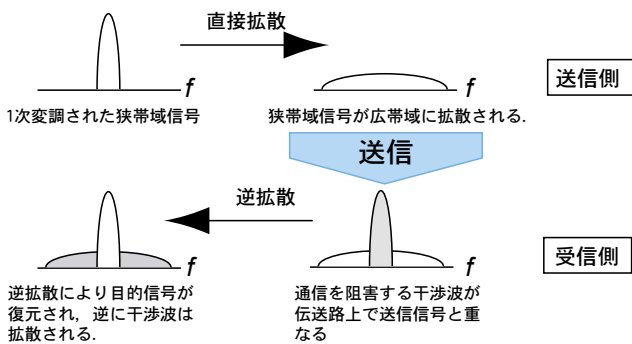 直接拡散
f
f
送信側
1次変調された狭帯域信号
狭帯域信号が広帯域に拡散される.
送信
逆拡散
f
f
受信側
逆拡散により目的信号が
復元され，逆に干渉波は
拡散される.
通信を阻害する干渉波が
伝送路上で送信信号と重
なる